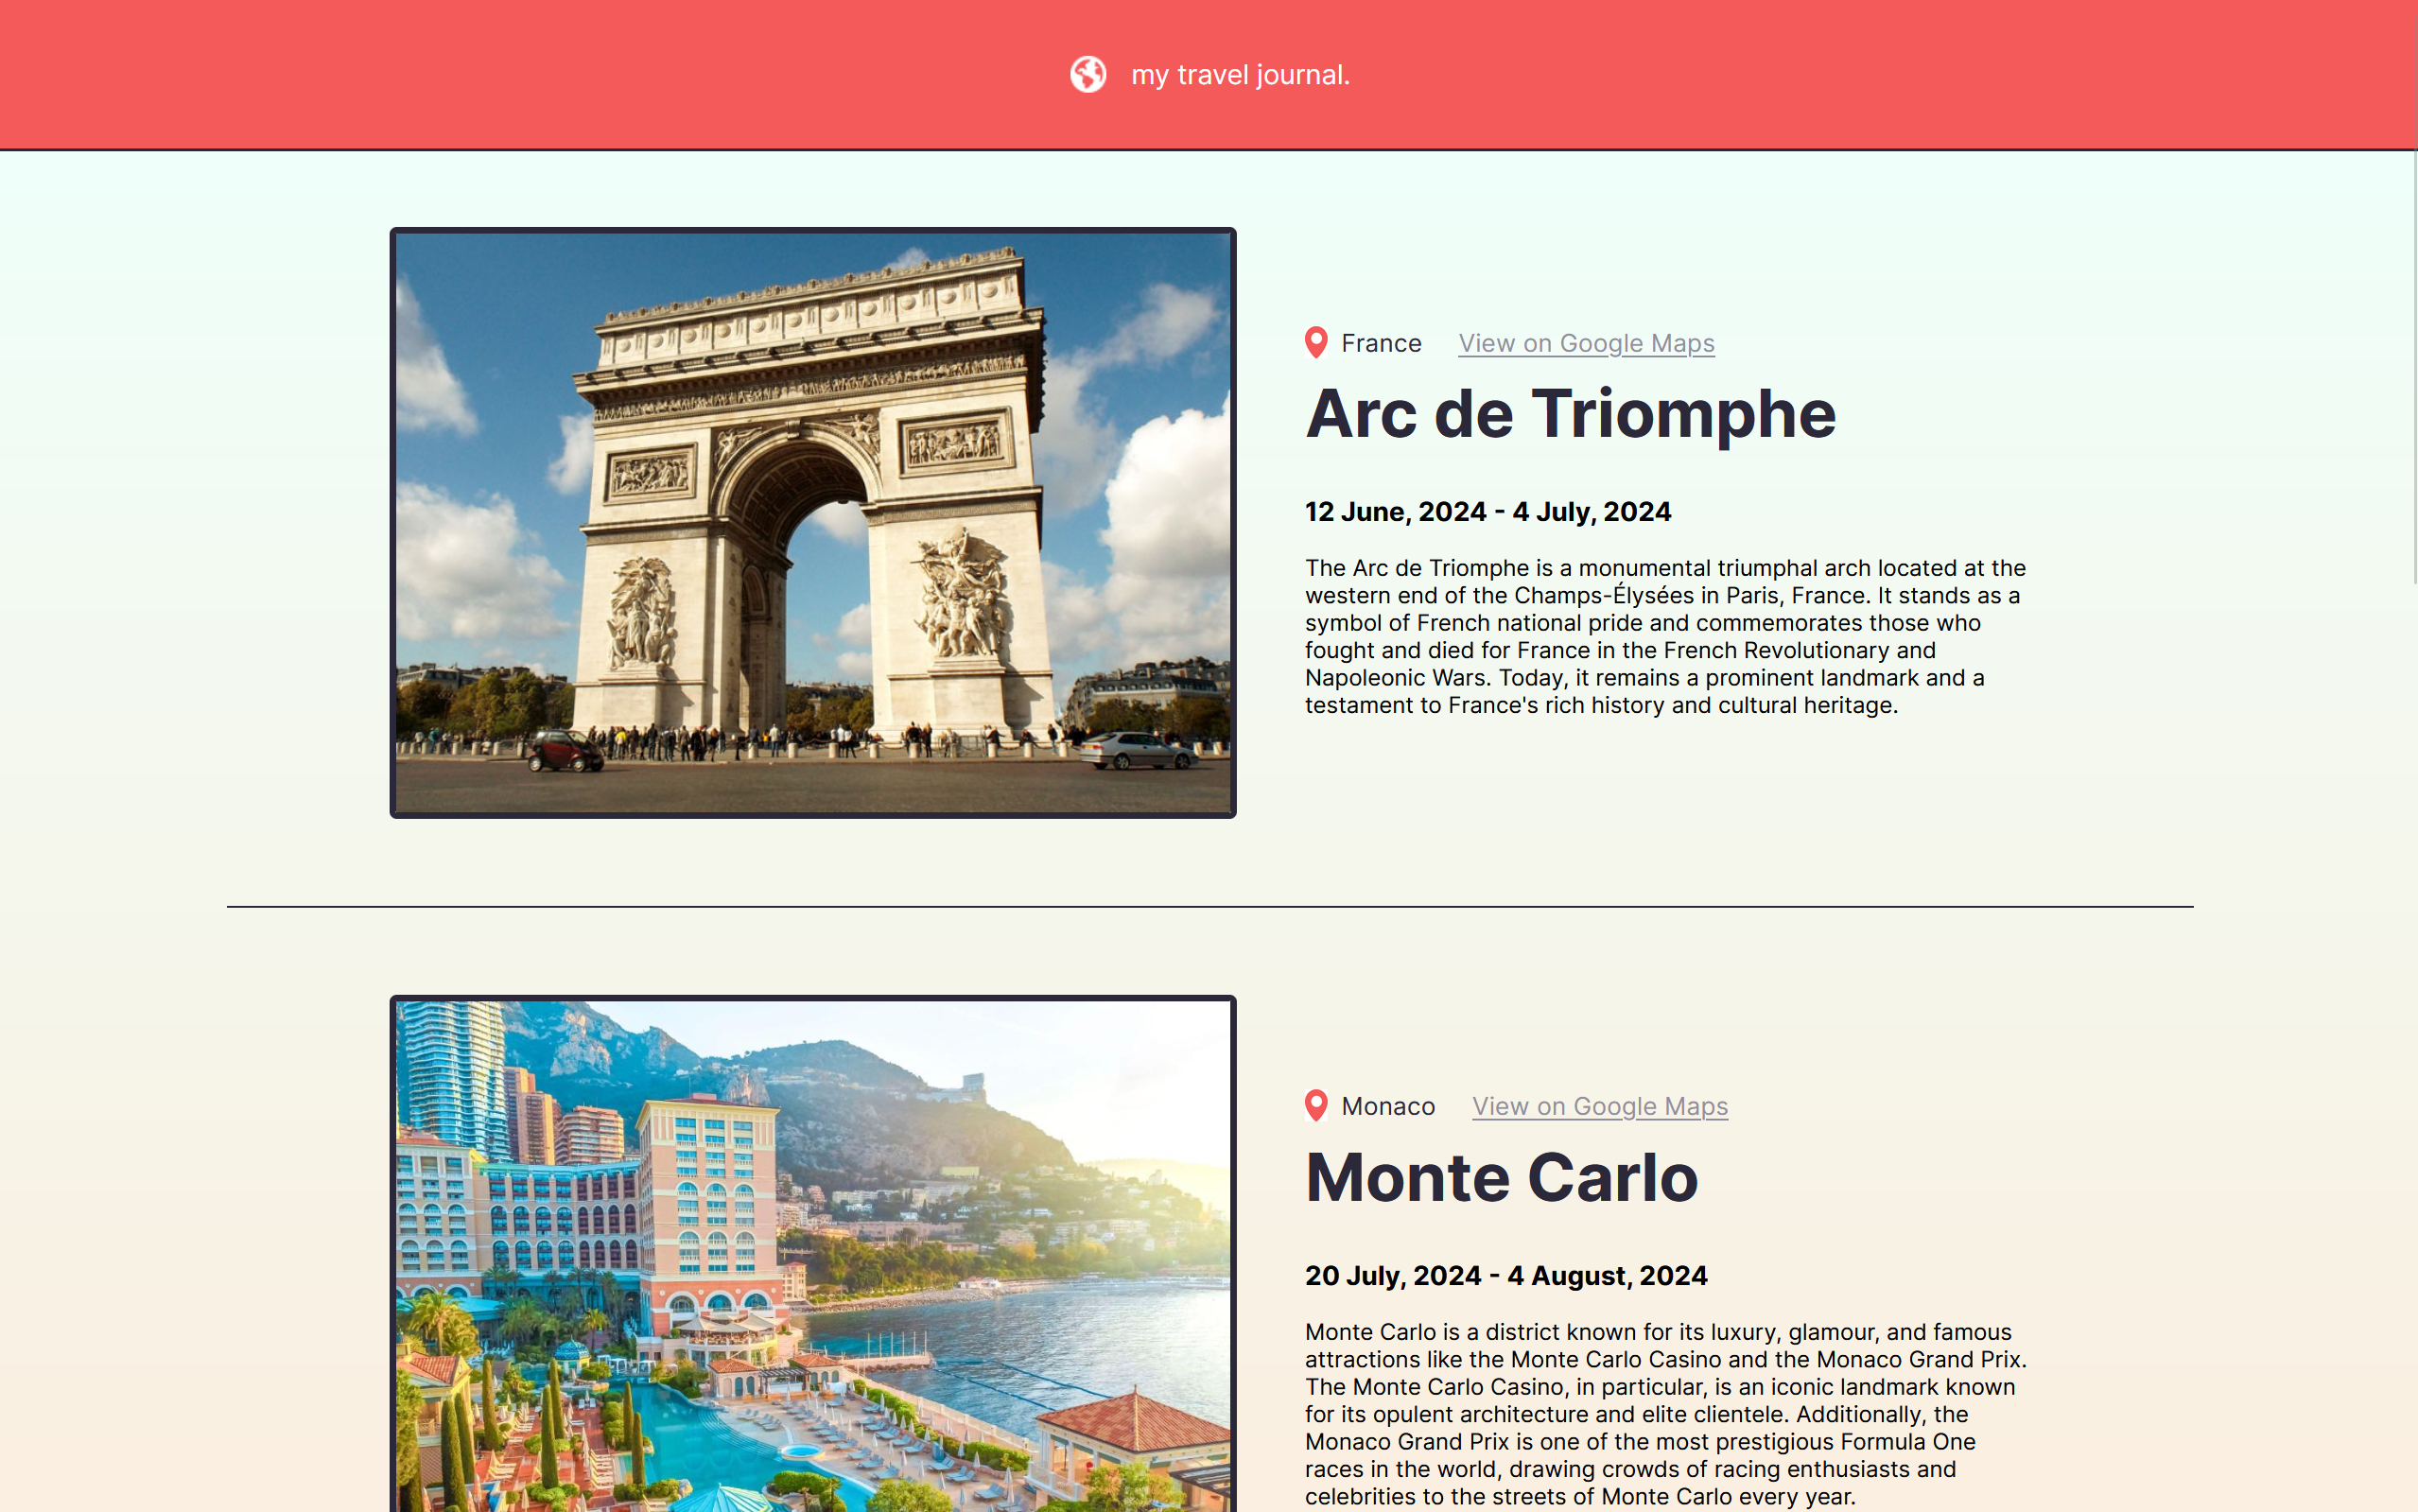 my travel journal.
France View on Google Maps
Arc de Triomphe
12 June, 2024 - 4 July, 2024
The Arc de Triomphe is a monumental triumphal arch located at the
western end of the Champs-Élysées in Paris, France. It stands as a
symbol of French national pride and commemorates those who
fought and died for France in the French Revolutionary and
Napoleonic Wars. Today, it remains a prominent landmark and a
testament to France's rich history and cultural heritage.
Monaco View on Google Maps
Monte Carlo
20 July, 2024 - 4 August, 2024
Monte Carlo is a district known for its luxury, glamour, and famous
attractions like the Monte Carlo Casino and the Monaco Grand Prix.
The Monte Carlo Casino, in particular, is an iconic landmark known
for its opulent architecture and elite clientele. Additionally, the
Monaco Grand Prix is one of the most prestigious Formula One
races in the world, drawing crowds of racing enthusiasts and
celebrities to the streets of Monte Carlo every year.